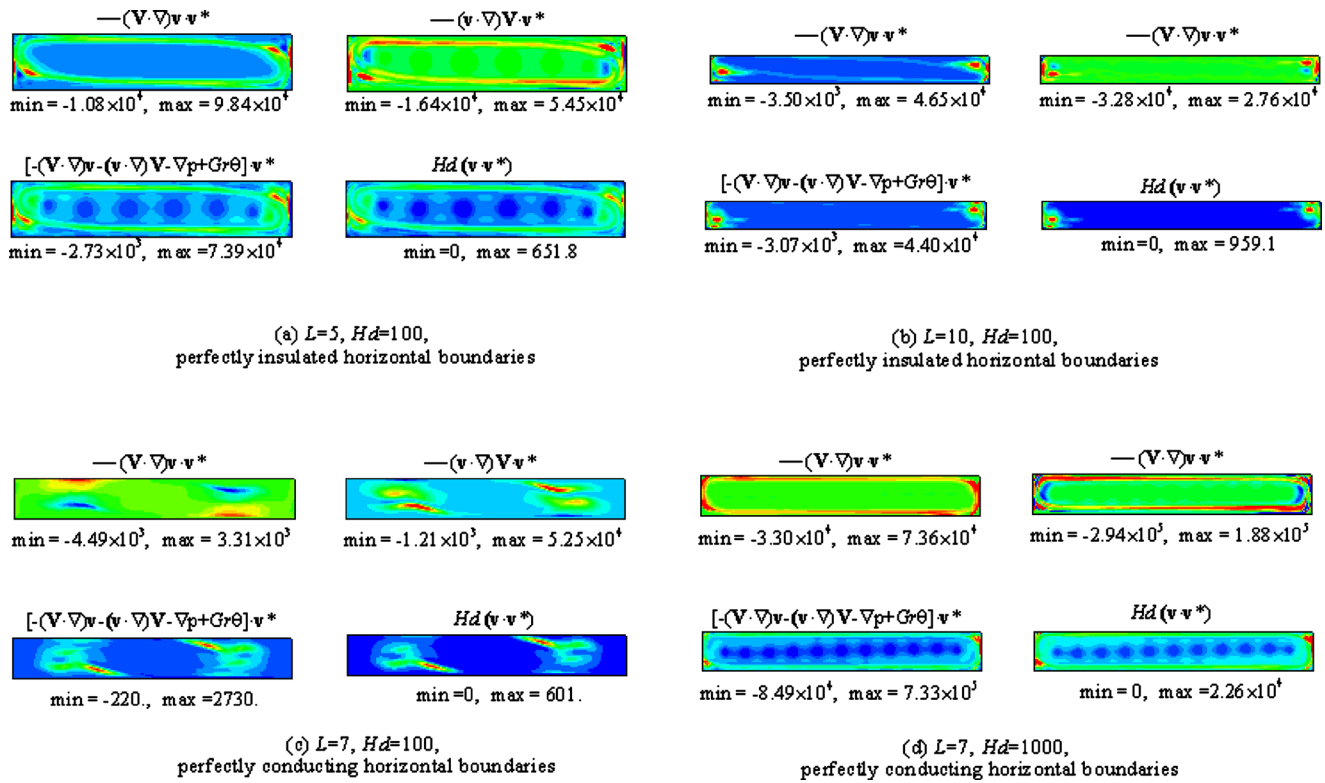 —(V·∇)v·v*
—(v·∇)V·v*
min = -1.08×10⁴, max = 9.84×10⁴
min = -1.64×10⁴, max = 5.45×10⁴
[-(V·∇)v-(v·∇)V-∇p+Grθ]·v*
Hd(v·v*)
min = -2.73×10³, max =7.39×10⁴
min =0, max = 651.8
(a) L=5, Hd=100,
perfectly insulated horizontal boundaries
—(V·∇)v·v*
—(V·∇)v·v*
min = -3.50×10³, max = 4.65×10⁴
min = -3.28×10⁴, max = 2.76×10⁴
[-(V·∇)v-(v·∇)V-∇p+Grθ]·v*
Hd(v·v*)
min = -3.07×10³, max =4.40×10⁴
min=0, max = 959.1
(b) L=10, Hd=100,
perfectly insulated horizontal boundaries
—(V·∇)v·v*
—(v·∇)V·v*
min = -4.49×10³, max = 3.31×10³
min = -1.21×10³, max = 5.25×10⁴
[-(V·∇)v-(v·∇)V-∇p+Grθ]·v*
Hd(v·v*)
min = -220., max =2730.
min =0, max = 601.
(c) L=7, Hd=100,
perfectly conducting horizontal boundaries
—(V·∇)v·v*
—(V·∇)v·v*
min = -3.30×10⁴, max = 7.36×10⁴
min = -2.94×10⁵, max = 1.88×10⁵
[-(V·∇)v-(v·∇)V-∇p+Grθ]·v*
Hd(v·v*)
min = -8.49×10⁴, max = 7.33×10⁵
min = 0, max =2.26×10⁴
(d) L=7, Hd=1000,
perfectly conducting horizontal boundaries